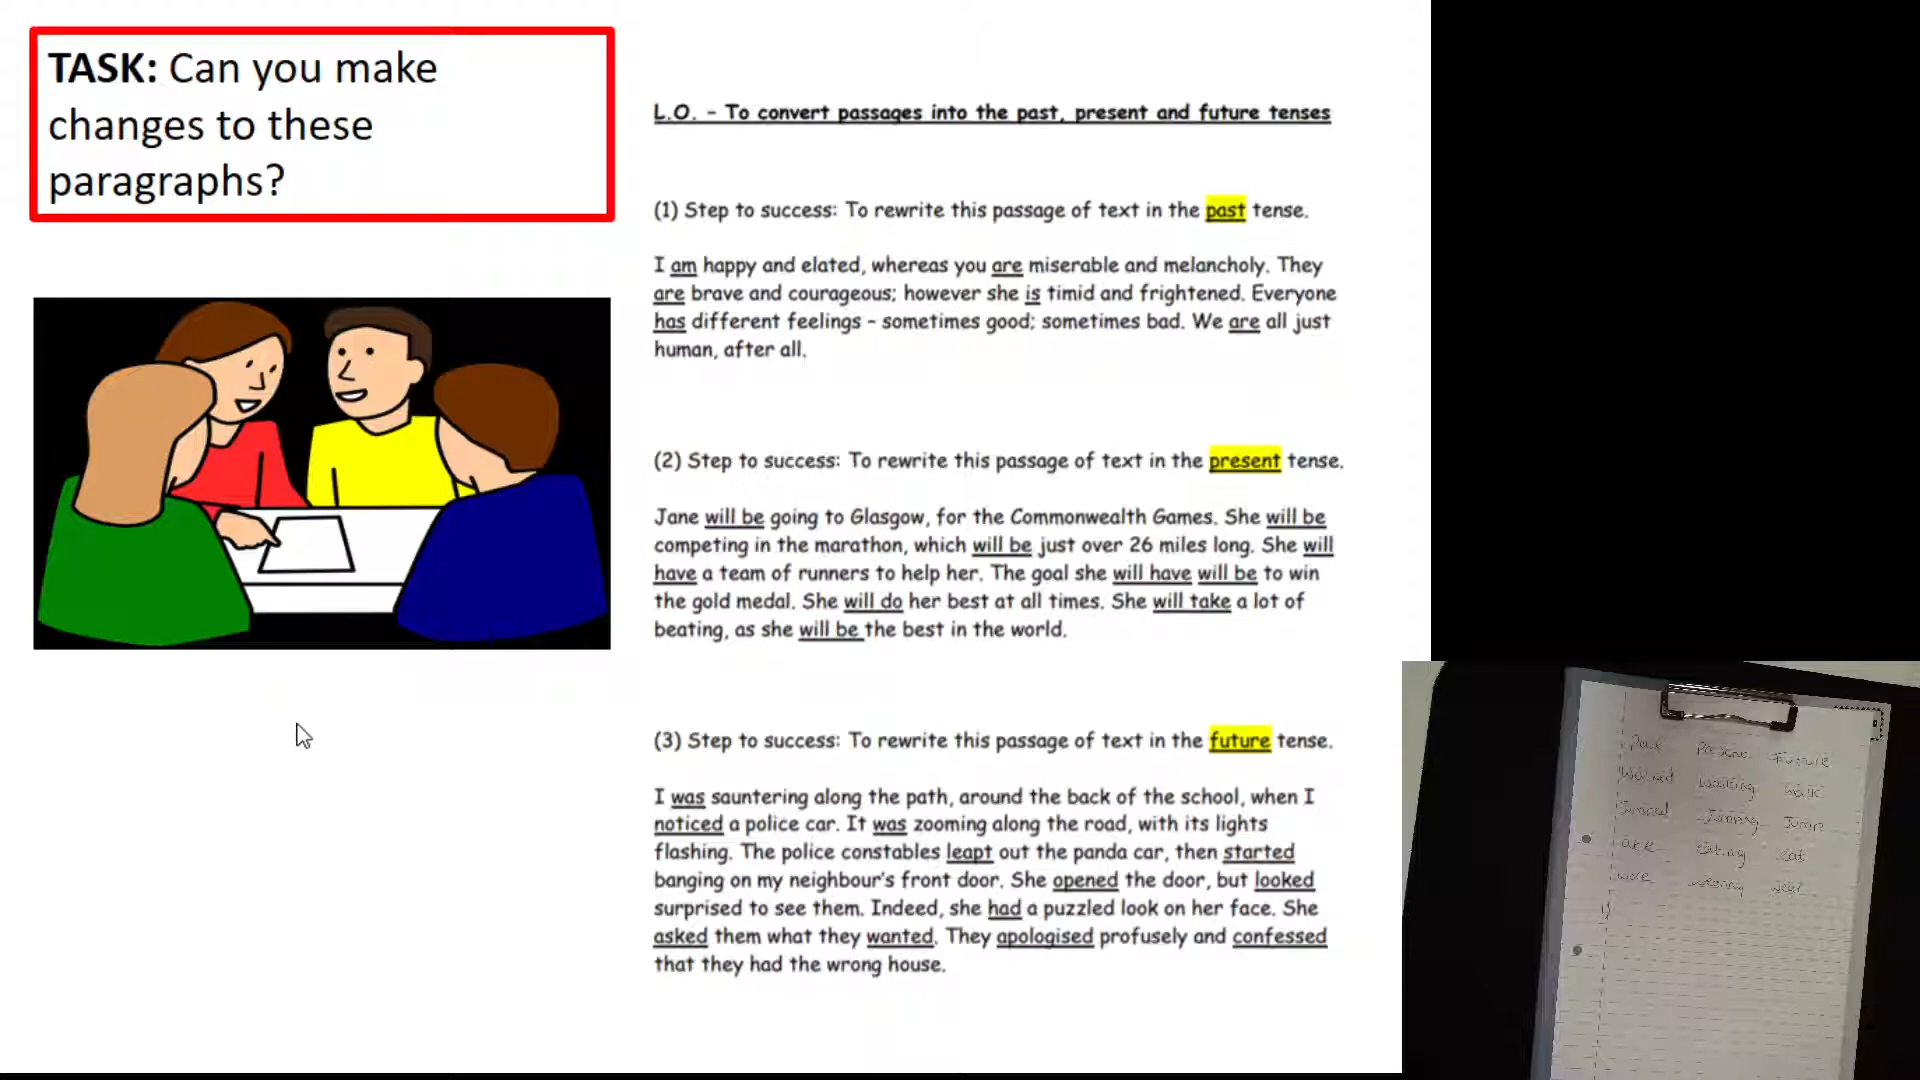 TASK: Can you make
changes to these
paragraphs?
L.O. - To convert passages into the past, present and future tenses
(1) Step to success: To rewrite this passage of text in the past tense.
I am happy and elated, whereas you are miserable and melancholy. They
are brave and courageous; however she is timid and frightened. Everyone
has different feelings - sometimes good; sometimes bad. We are all just
human, after all.
(2) Step to success: To rewrite this passage of text in the present tense.
Jane will be going to Glasgow, for the Commonwealth Games. She will be
competing in the marathon, which will be just over 26 miles long. She will
have a team of runners to help her. The goal she will have will be to win
the gold medal. She will do her best at all times. She will take a lot of
beating, as she will be the best in the world.
(3) Step to success: To rewrite this passage of text in the future tense.
I was sauntering along the path, around the back of the school, when I
noticed a police car. It was zooming along the road, with its lights
flashing. The police constables leapt out the panda car, then started
banging on my neighbour's front door. She opened the door, but looked
surprised to see them. Indeed, she had a puzzled look on her face. She
asked them what they wanted. They apologised profusely and confessed
that they had the wrong house.
Past Present Future
Walked Walking Walk
Jumped Jumping Jump
eating eat